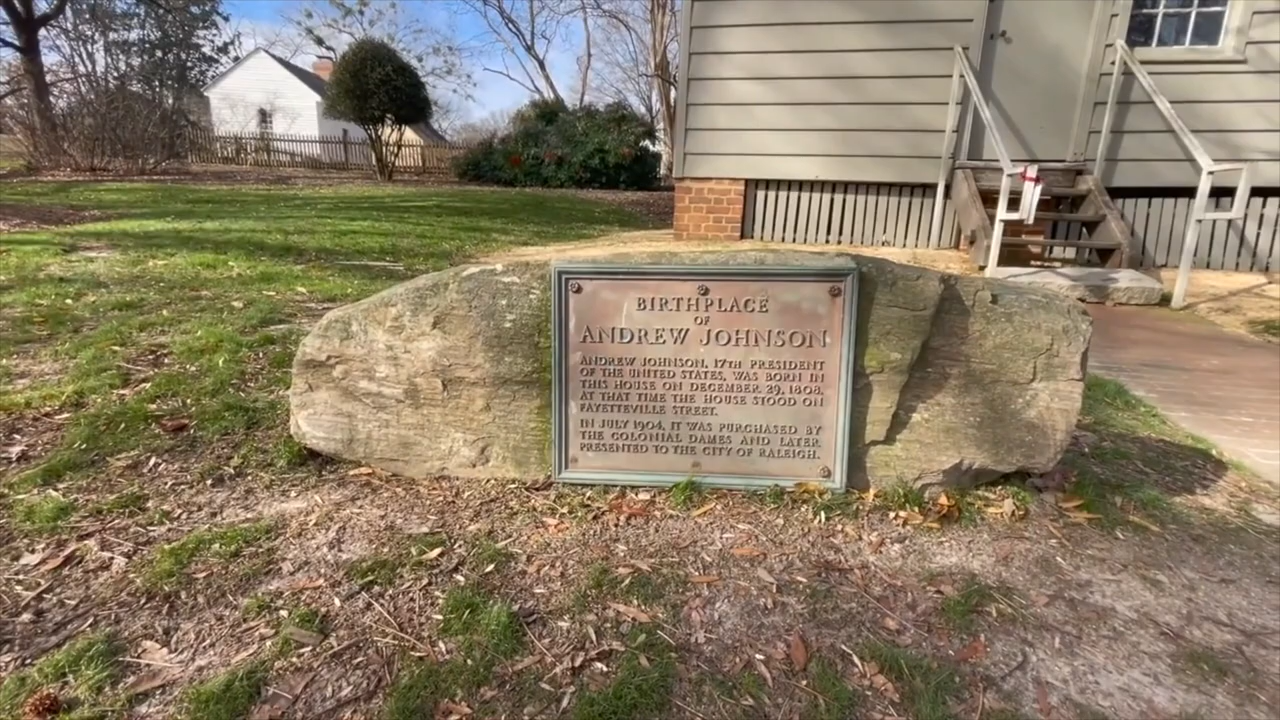 BIRTHPLACE
OF
ANDREW JOHNSON
ANDREW JOHNSON, 17TH PRESIDENT
OF THE UNITED STATES, WAS BORN IN
THIS HOUSE ON DECEMBER 29, 1808.
AT THAT TIME THE HOUSE STOOD ON
FAYETTEVILLE STREET.
IN JULY 1904, IT WAS PURCHASED BY
THE COLONIAL DAMES AND LATER
PRESENTED TO THE CITY OF RALEIGH.